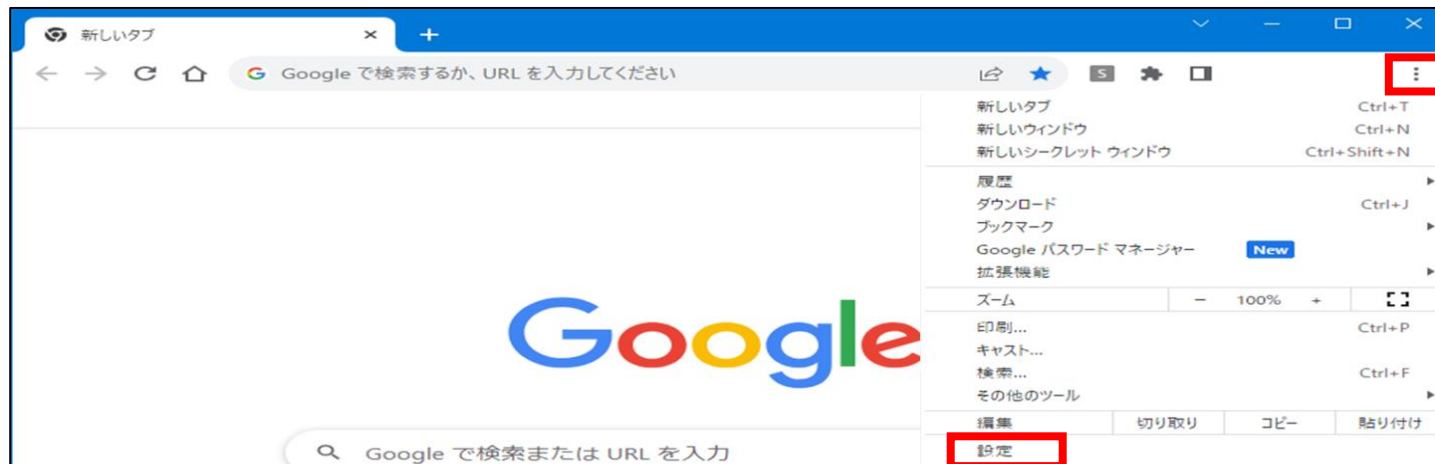 新しいタブ
Google で検索するか、URL を入力してください
S
新しいタブ Ctrl+T
新しいウィンドウ Ctrl+N
新しいシークレット ウィンドウ Ctrl+Shift+N
履歴
ダウンロード Ctrl+J
ブックマーク
Google パスワード マネージャー New
拡張機能
ズーム − 100% +
印刷... Ctrl+P
キャスト...
検索... Ctrl+F
その他のツール
編集 切り取り コピー 貼り付け
設定
Google
Google で検索または URL を入力